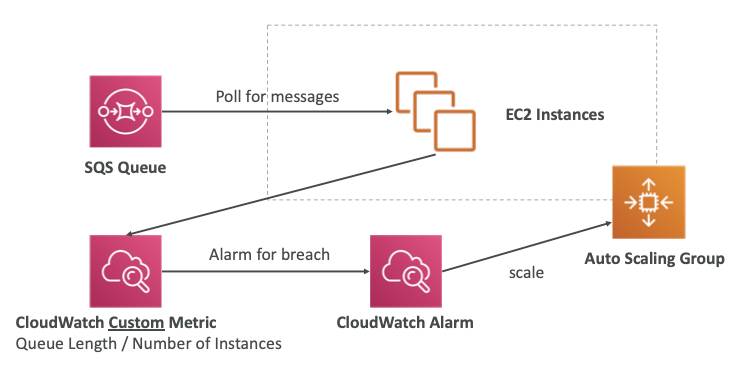 Poll for messages
EC2 Instances
SQS Queue
Alarm for breach
scale
Auto Scaling Group
CloudWatch Custom Metric
Queue Length / Number of Instances
CloudWatch Alarm